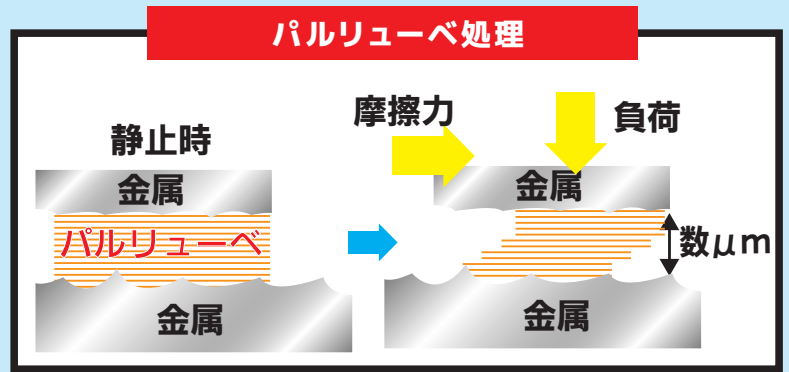 パルリューベ処理
静止時
金属
パルリューベ
金属
摩擦力
負荷
金属
数μm
金属